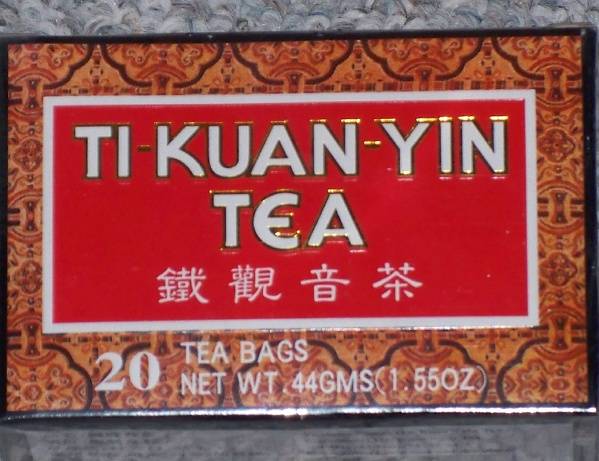 TI-KUAN-YIN
TEA
鐵觀音茶
20
TEA BAGS
NET WT. 44GMS(1.55OZ)